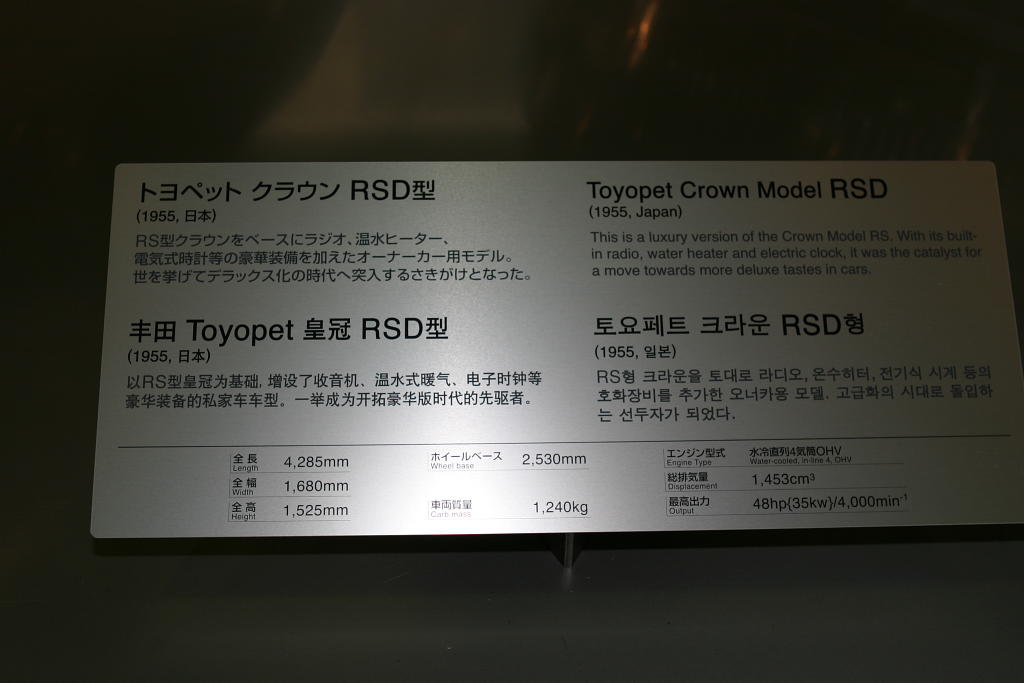 トヨペット クラウン RSD型
(1955, 日本)
RS型クラウンをベースにラジオ、温水ヒーター、
電気式時計等の豪華装備を加えたオーナーカー用モデル。
世を挙げてデラックス化の時代へ突入するさきがけとなった。
Toyopet Crown Model RSD
(1955, Japan)
This is a luxury version of the Crown Model RS. With its built-
in radio, water heater and electric clock, it was the catalyst for
a move towards more deluxe tastes in cars.
丰田 Toyopet 皇冠 RSD型
(1955, 日本)
以RS型皇冠为基础, 增设了收音机、温水式暖气、电子时钟等
豪华装备的私家车车型。一举成为开拓豪华版时代的先驱者。
토요페트 크라운 RSD형
(1955, 일본)
RS형 크라운을 토대로 라디오, 온수히터, 전기식 시계 등의
호화장비를 추가한 오너카용 모델. 고급화의 시대로 돌입하
는 선두자가 되었다.
全長 4,285mm
Length
全幅 1,680mm
Width
全高 1,525mm
Height
ホイールベース 2,530mm
Wheel base
車両質量 1,240kg
Carb mass
エンジン型式 水冷直列4気筒OHV
Engine Type Water-cooled, in-line 4, OHV
総排気量 1,453cm³
Displacement
最高出力 48hp{35kw}/4,000min⁻¹
Output